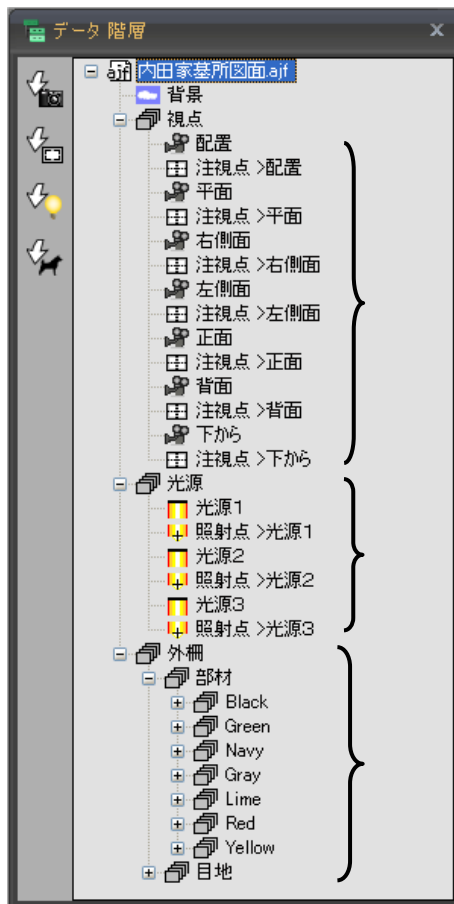 データ 階層
内田家墓所図面.ajf
背景
視点
配置
注視点 >配置
平面
注視点 >平面
右側面
注視点 >右側面
左側面
注視点 >左側面
正面
注視点 >正面
背面
注視点 >背面
下から
注視点 >下から
光源
光源1
照射点 >光源1
光源2
照射点 >光源2
光源3
照射点 >光源3
外柵
部材
Black
Green
Navy
Gray
Lime
Red
Yellow
目地